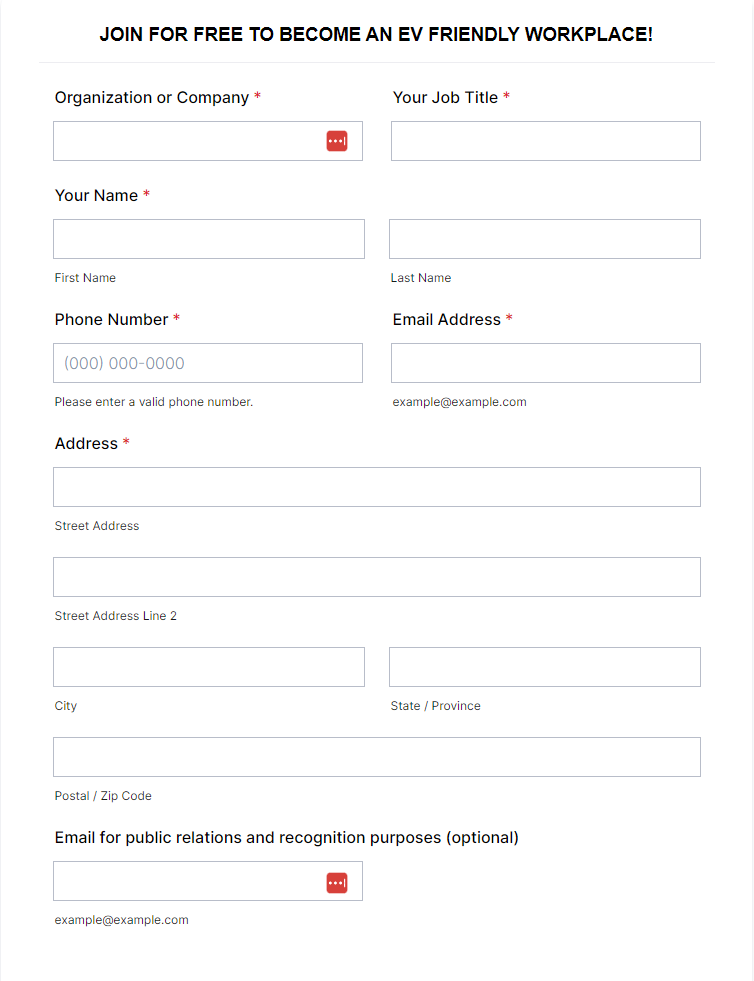 JOIN FOR FREE TO BECOME AN EV FRIENDLY WORKPLACE!
Organization or Company *
Your Job Title *
Your Name *
First Name
Last Name
Phone Number *
Email Address *
(000) 000-0000
Please enter a valid phone number.
example@example.com
Address *
Street Address
Street Address Line 2
City
State / Province
Postal / Zip Code
Email for public relations and recognition purposes (optional)
example@example.com